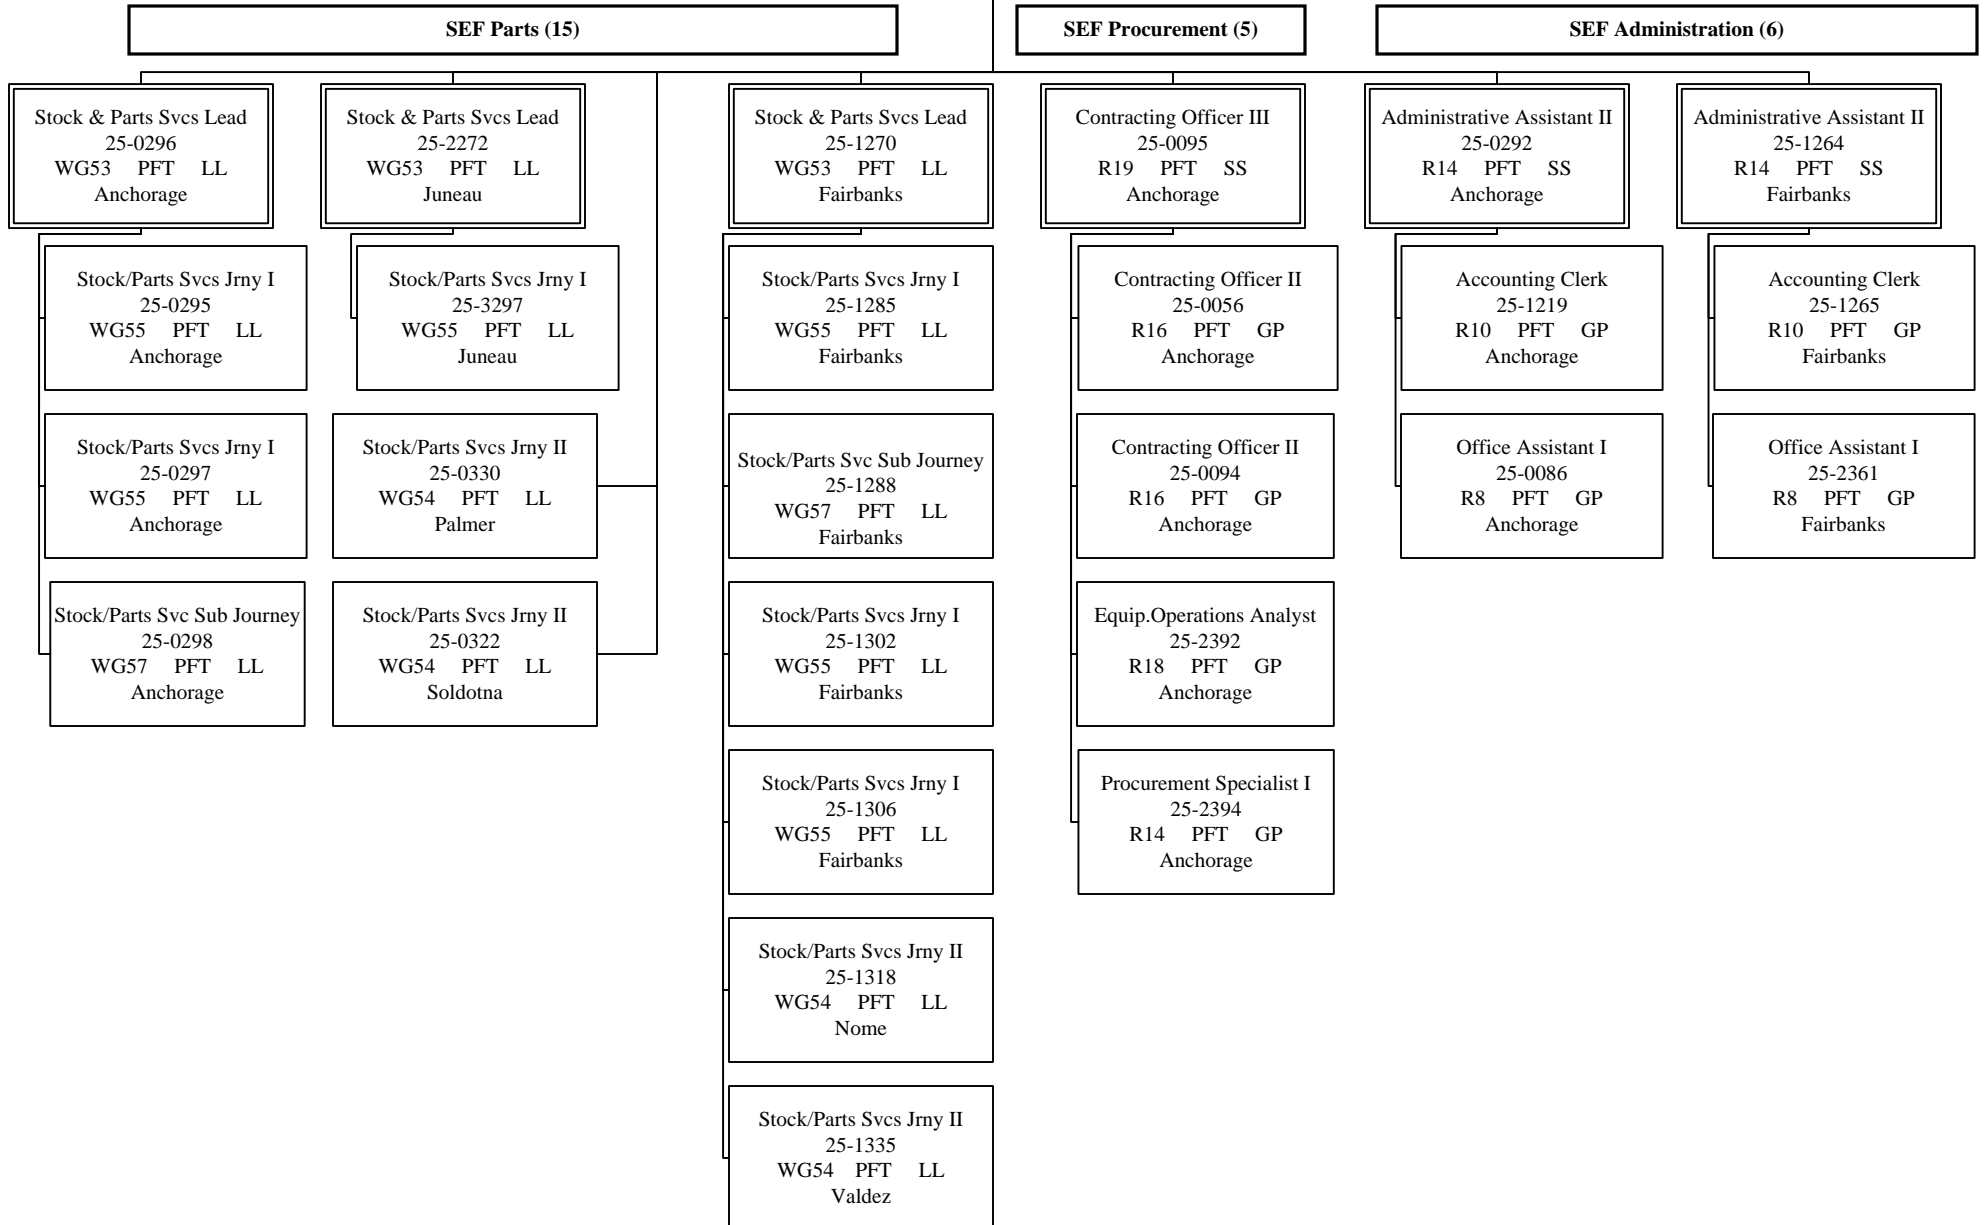 SEF Parts (15)
SEF Procurement (5)
SEF Administration (6)
Stock & Parts Svcs Lead
25-0296
WG53 PFT LL
Anchorage
Stock/Parts Svcs Jrny I
25-0295
WG55 PFT LL
Anchorage
Stock/Parts Svcs Jrny I
25-0297
WG55 PFT LL
Anchorage
Stock/Parts Svc Sub Journey
25-0298
WG57 PFT LL
Anchorage
Stock & Parts Svcs Lead
25-2272
WG53 PFT LL
Juneau
Stock/Parts Svcs Jrny I
25-3297
WG55 PFT LL
Juneau
Stock/Parts Svcs Jrny II
25-0330
WG54 PFT LL
Palmer
Stock/Parts Svcs Jrny II
25-0322
WG54 PFT LL
Soldotna
Stock & Parts Svcs Lead
25-1270
WG53 PFT LL
Fairbanks
Stock/Parts Svcs Jrny I
25-1285
WG55 PFT LL
Fairbanks
Stock/Parts Svc Sub Journey
25-1288
WG57 PFT LL
Fairbanks
Stock/Parts Svcs Jrny I
25-1302
WG55 PFT LL
Fairbanks
Stock/Parts Svcs Jrny I
25-1306
WG55 PFT LL
Fairbanks
Stock/Parts Svcs Jrny II
25-1318
WG54 PFT LL
Nome
Stock/Parts Svcs Jrny II
25-1335
WG54 PFT LL
Valdez
Contracting Officer III
25-0095
R19 PFT SS
Anchorage
Contracting Officer II
25-0056
R16 PFT GP
Anchorage
Contracting Officer II
25-0094
R16 PFT GP
Anchorage
Equip.Operations Analyst
25-2392
R18 PFT GP
Anchorage
Procurement Specialist I
25-2394
R14 PFT GP
Anchorage
Administrative Assistant II
25-0292
R14 PFT SS
Anchorage
Accounting Clerk
25-1219
R10 PFT GP
Anchorage
Office Assistant I
25-0086
R8 PFT GP
Anchorage
Administrative Assistant II
25-1264
R14 PFT SS
Fairbanks
Accounting Clerk
25-1265
R10 PFT GP
Fairbanks
Office Assistant I
25-2361
R8 PFT GP
Fairbanks